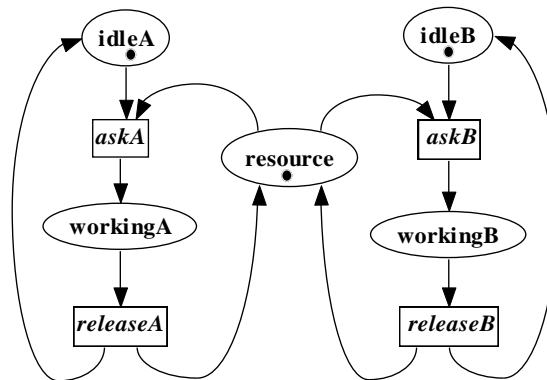 idleA
idleB
askA
askB
resource
workingA
workingB
releaseA
releaseB